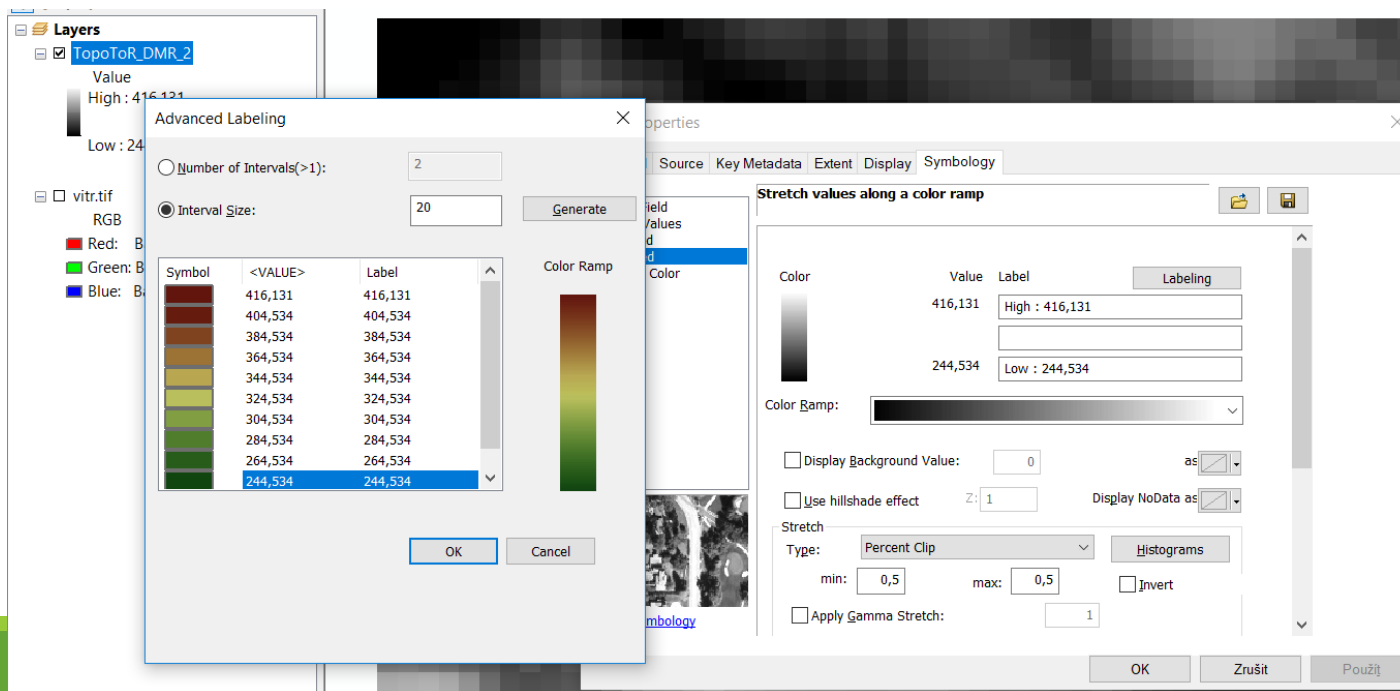 Layers
TopoToR_DMR_2
Value
High : 416,131
Low : 24
vitr.tif
RGB
Red: B
Green: B
Blue: Ba
Advanced Labeling
Number of Intervals(>1):
2
Interval Size:
20
Generate
Symbol <VALUE> Label
Color Ramp
416,131 416,131
404,534 404,534
384,534 384,534
364,534 364,534
344,534 344,534
324,534 324,534
304,534 304,534
284,534 284,534
264,534 264,534
244,534 244,534
OK Cancel
operties
Source Key Metadata Extent Display Symbology
ield
Values
d
d
Color
mbology
Stretch values along a color ramp
Color Value Label Labeling
416,131 High : 416,131
244,534 Low : 244,534
Color Ramp:
Display Background Value: 0 as
Use hillshade effect Z: 1 Display NoData as
Stretch
Type: Percent Clip Histograms
min: 0,5 max: 0,5 Invert
Apply Gamma Stretch: 1
OK Zrušit Použít